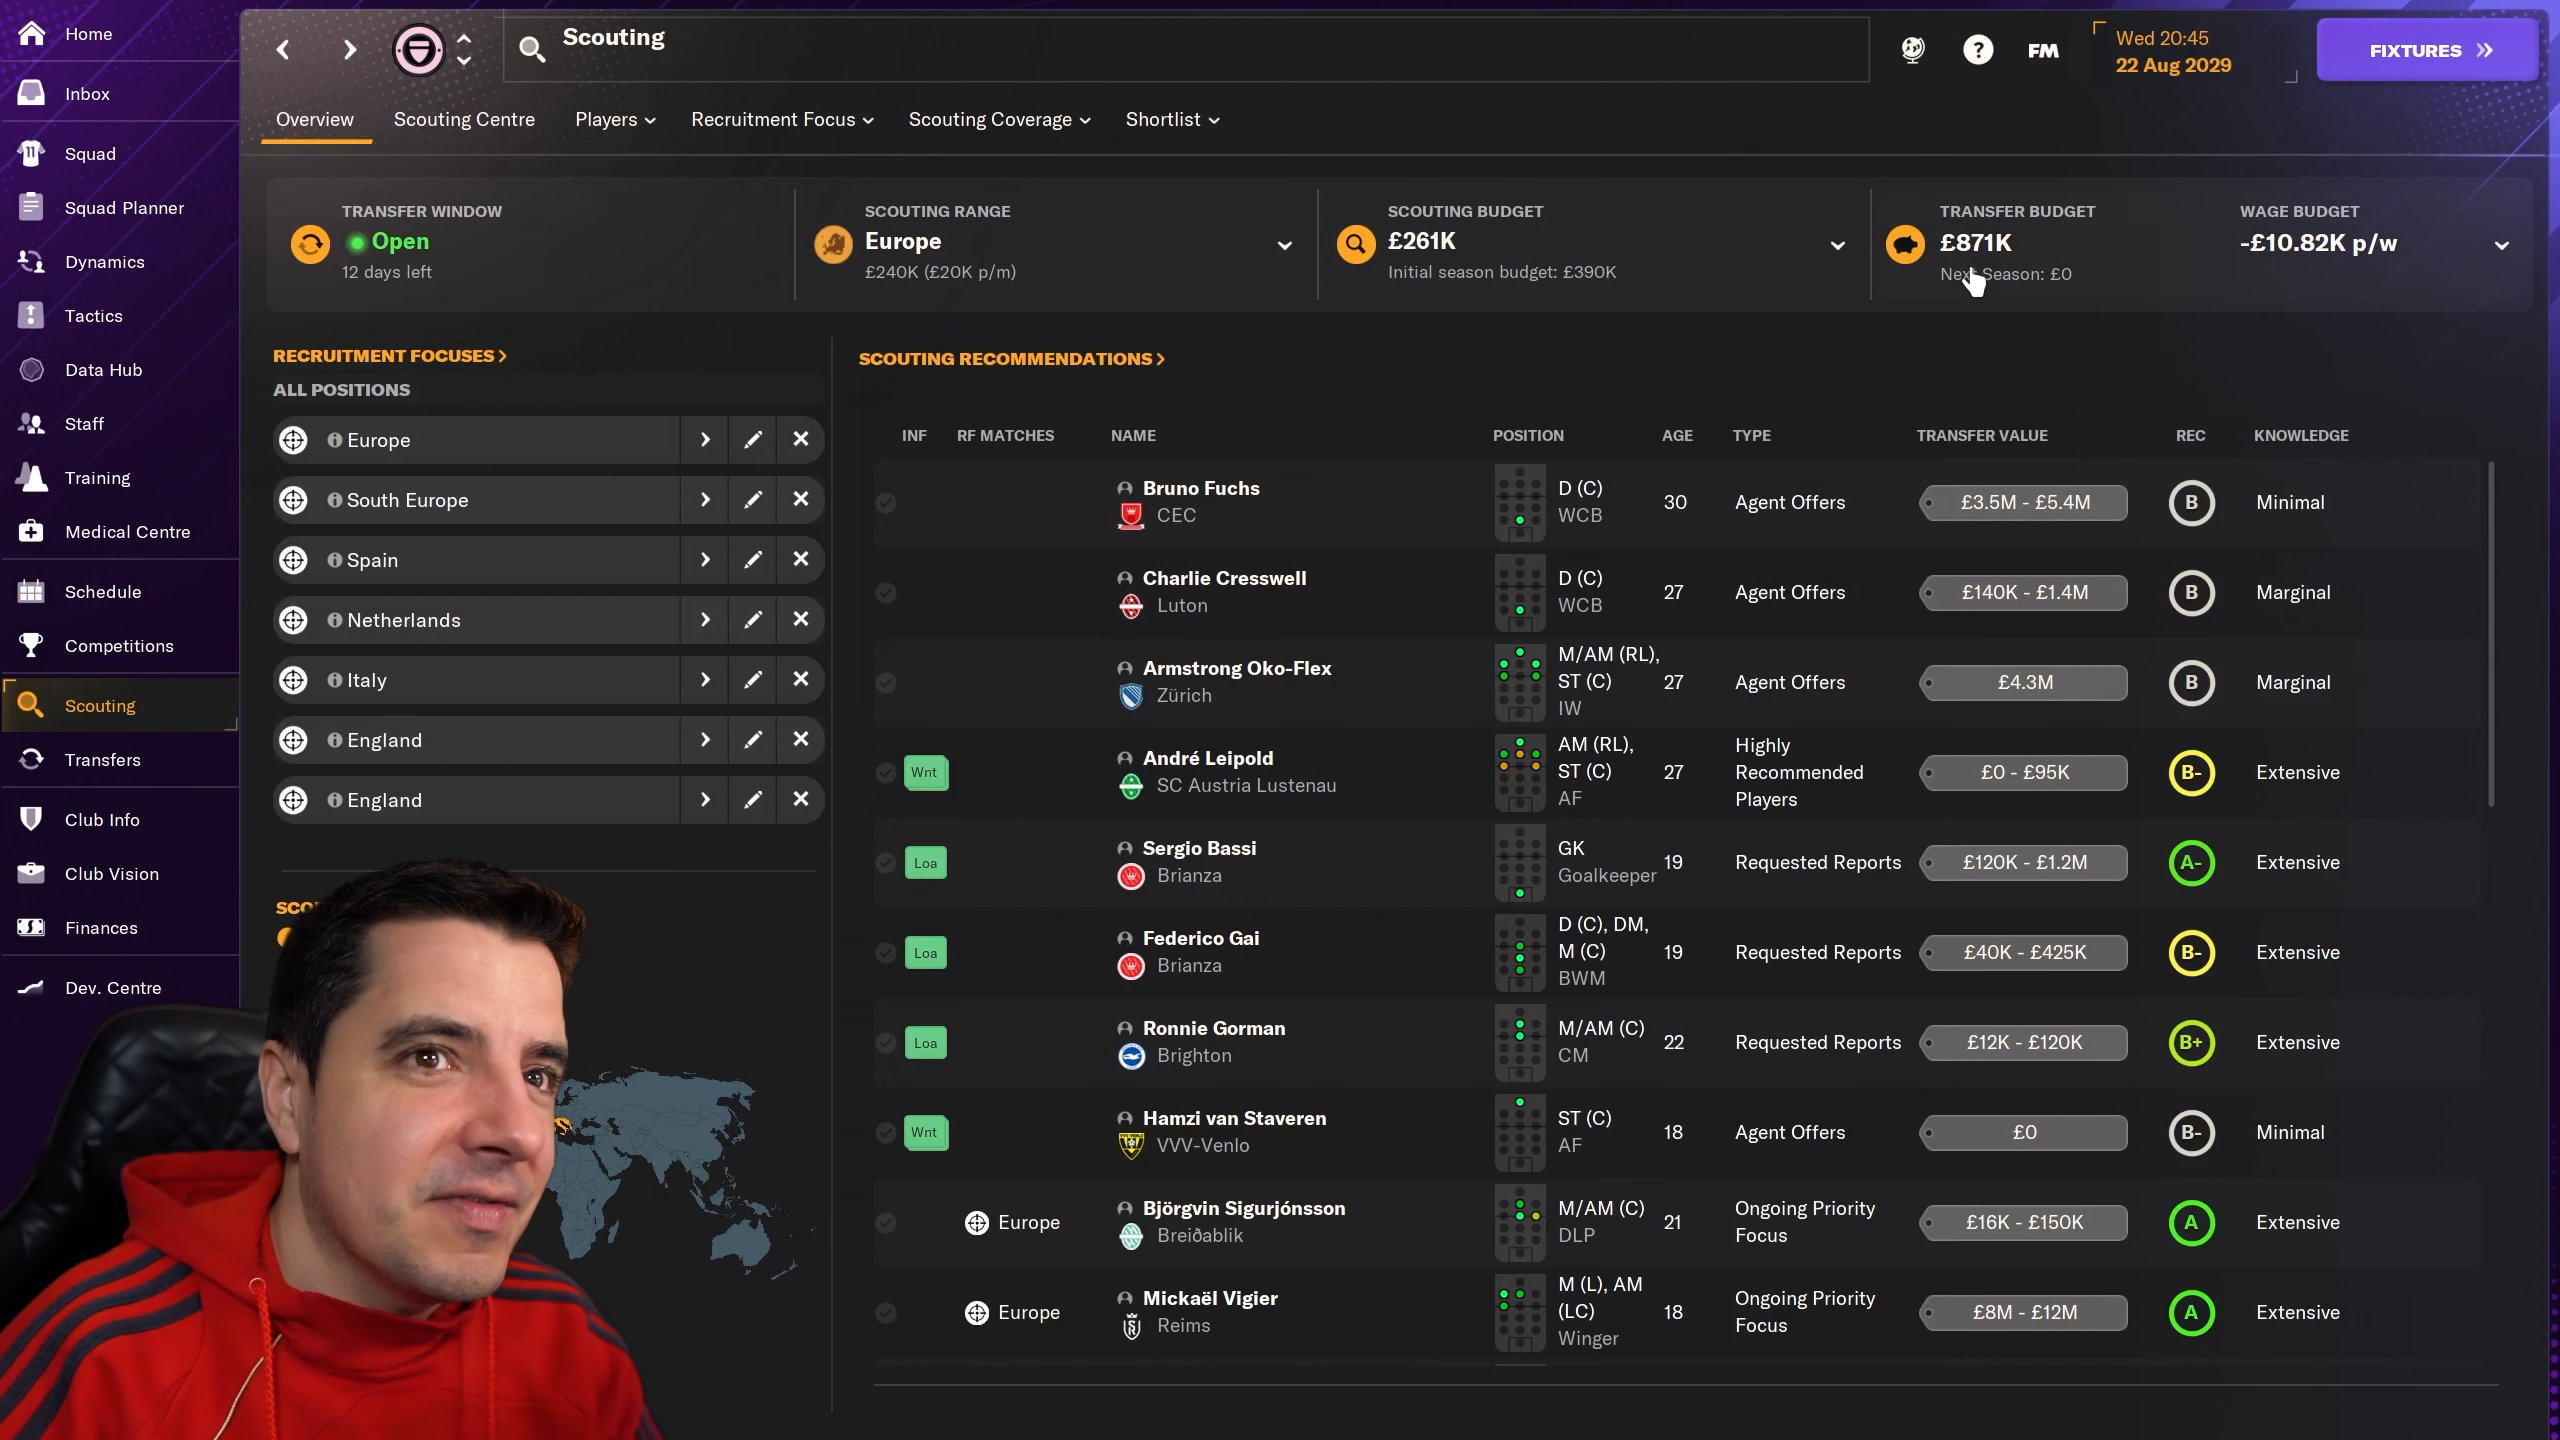 Home
Inbox
Squad
Squad Planner
Dynamics
Tactics
Data Hub
Staff
Training
Medical Centre
Schedule
Competitions
Scouting
Transfers
Club Info
Club Vision
Finances
Dev. Centre
Scouting
FM
Wed 20:45
22 Aug 2029
FIXTURES
Overview
Scouting Centre
Players
Recruitment Focus
Scouting Coverage
Shortlist
TRANSFER WINDOW
Open
12 days left
SCOUTING RANGE
Europe
£240K (£20K p/m)
SCOUTING BUDGET
£261K
Initial season budget: £390K
TRANSFER BUDGET
£871K
Next Season: £0
WAGE BUDGET
-£10.82K p/w
RECRUITMENT FOCUSES
ALL POSITIONS
Europe
South Europe
Spain
Netherlands
Italy
England
England
SCOUTING RECOMMENDATIONS
INF RF MATCHES NAME POSITION AGE TYPE TRANSFER VALUE REC KNOWLEDGE
Bruno Fuchs
CEC
D (C)
WCB
30
Agent Offers
£3.5M - £5.4M
B
Minimal
Charlie Cresswell
Luton
D (C)
WCB
27
Agent Offers
£140K - £1.4M
B
Marginal
Armstrong Oko-Flex
Zürich
M/AM (RL),
ST (C)
IW
27
Agent Offers
£4.3M
B
Marginal
Wnt
André Leipold
SC Austria Lustenau
AM (RL),
ST (C)
AF
27
Highly
Recommended
Players
£0 - £95K
B-
Extensive
Loa
Sergio Bassi
Brianza
GK
Goalkeeper
19
Requested Reports
£120K - £1.2M
A-
Extensive
Loa
Federico Gai
Brianza
D (C), DM,
M (C)
BWM
19
Requested Reports
£40K - £425K
B-
Extensive
Loa
Ronnie Gorman
Brighton
M/AM (C)
CM
22
Requested Reports
£12K - £120K
B+
Extensive
Wnt
Hamzi van Staveren
VVV-Venlo
ST (C)
AF
18
Agent Offers
£0
B-
Minimal
Europe
Björgvin Sigurjónsson
Breiðablik
M/AM (C)
DLP
21
Ongoing Priority
Focus
£16K - £150K
A
Extensive
Europe
Mickaël Vigier
Reims
M (L), AM
(LC)
Winger
18
Ongoing Priority
Focus
£8M - £12M
A
Extensive